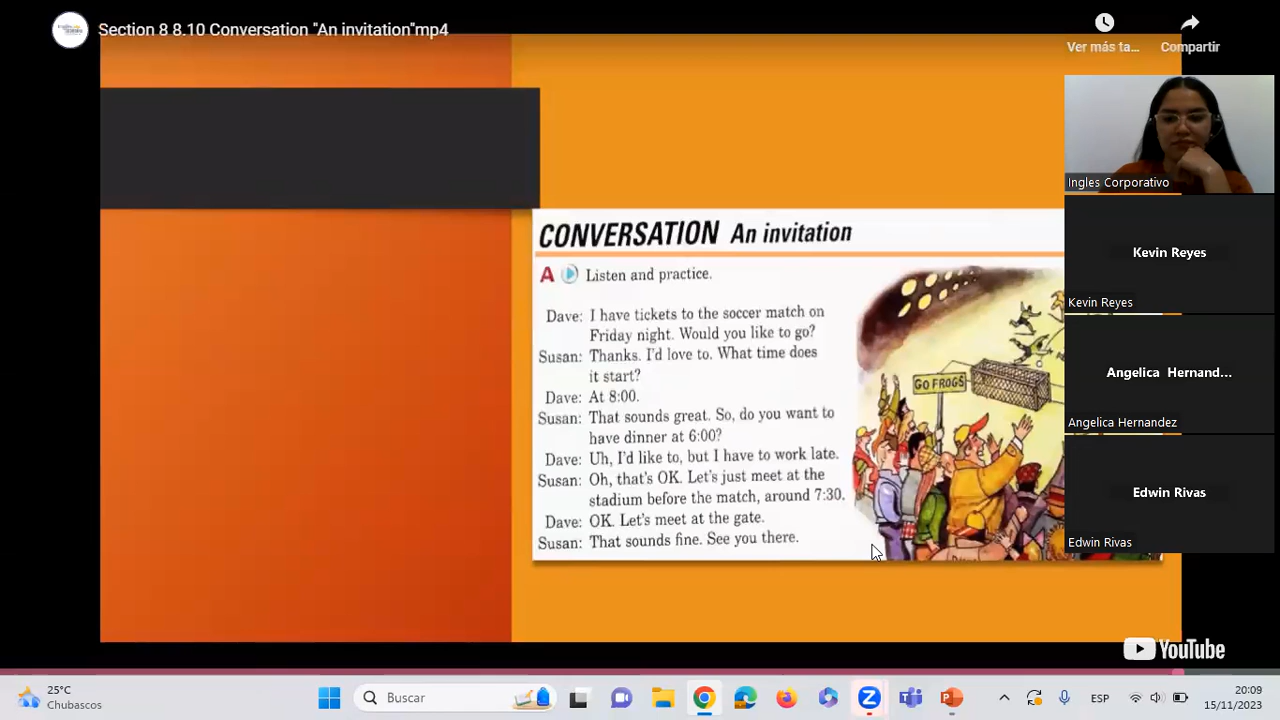 Section 8 8.10 Conversation "An invitation"mp4
Ver más ta...
Compartir
Ingles Corporativo
Kevin Reyes
Kevin Reyes
Angelica Hernand...
Angelica Hernandez
Edwin Rivas
Edwin Rivas
CONVERSATION An invitation
A Listen and practice.
Dave: I have tickets to the soccer match on
Friday night. Would you like to go?
Susan: Thanks. I'd love to. What time does
it start?
Dave: At 8:00.
Susan: That sounds great. So, do you want to
have dinner at 6:00?
Dave: Uh, I'd like to, but I have to work late.
Susan: Oh, that's OK. Let's just meet at the
stadium before the match, around 7:30.
Dave: OK. Let's meet at the gate.
Susan: That sounds fine. See you there.
GO FROGS
YouTube
25°C
Chubascos
Buscar
ESP
20:09
15/11/2023